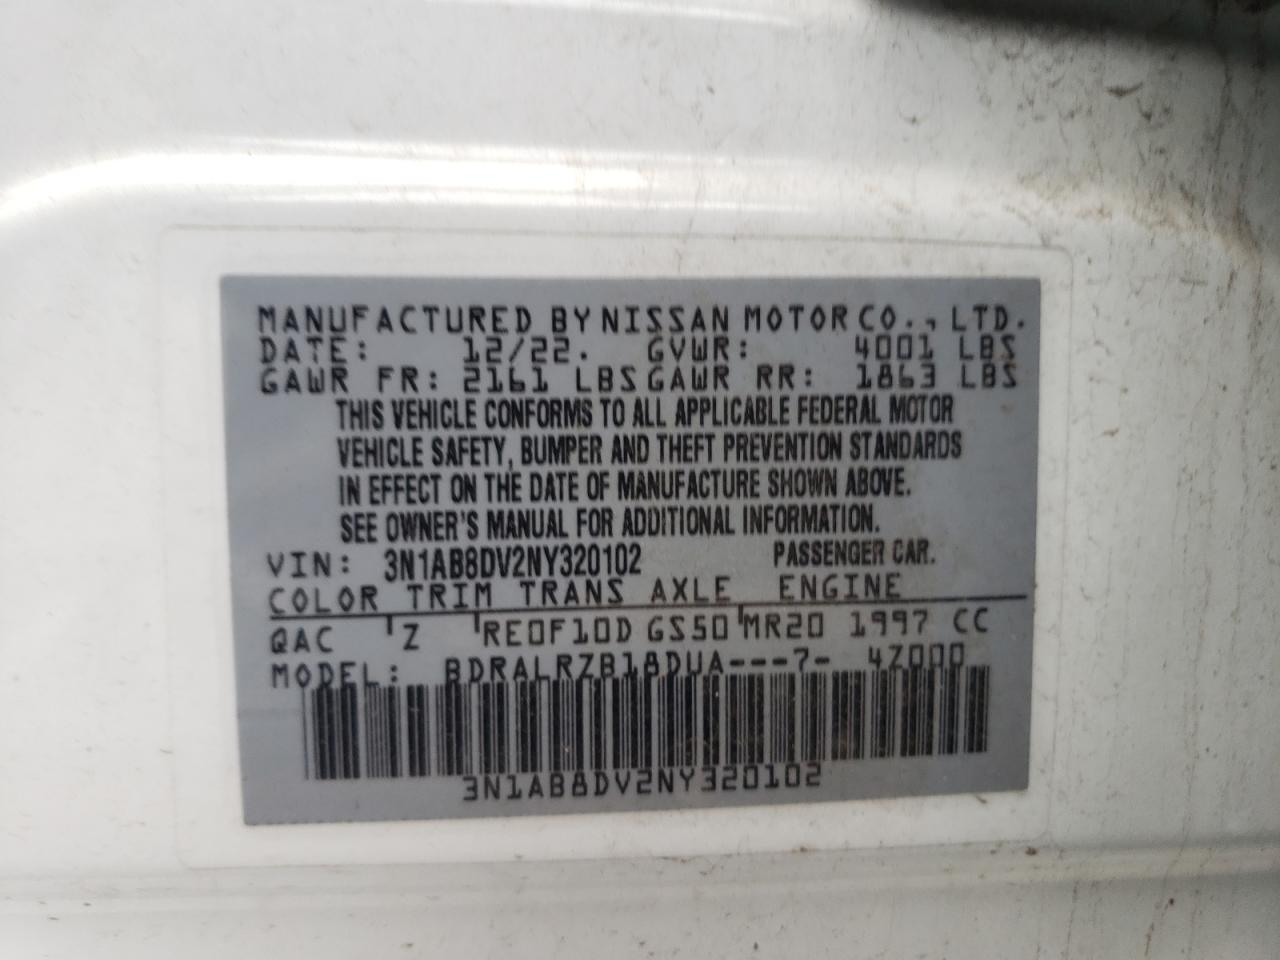 MANUFACTURED BY NISSAN MOTOR CO., LTD.
DATE: 12/22. GVWR: 4001 LBS
GAWR FR: 2161 LBS GAWR RR: 1863 LBS
THIS VEHICLE CONFORMS TO ALL APPLICABLE FEDERAL MOTOR
VEHICLE SAFETY, BUMPER AND THEFT PREVENTION STANDARDS
IN EFFECT ON THE DATE OF MANUFACTURE SHOWN ABOVE.
SEE OWNER'S MANUAL FOR ADDITIONAL INFORMATION.
VIN: 3N1AB8DV2NY320102 PASSENGER CAR.
COLOR TRIM TRANS AXLE ENGINE
QAC Z RE0F10D GS50 MR20 1997 CC
MODEL: BDRALRZB18DUA---7- 4Z000
3N1AB8DV2NY320102